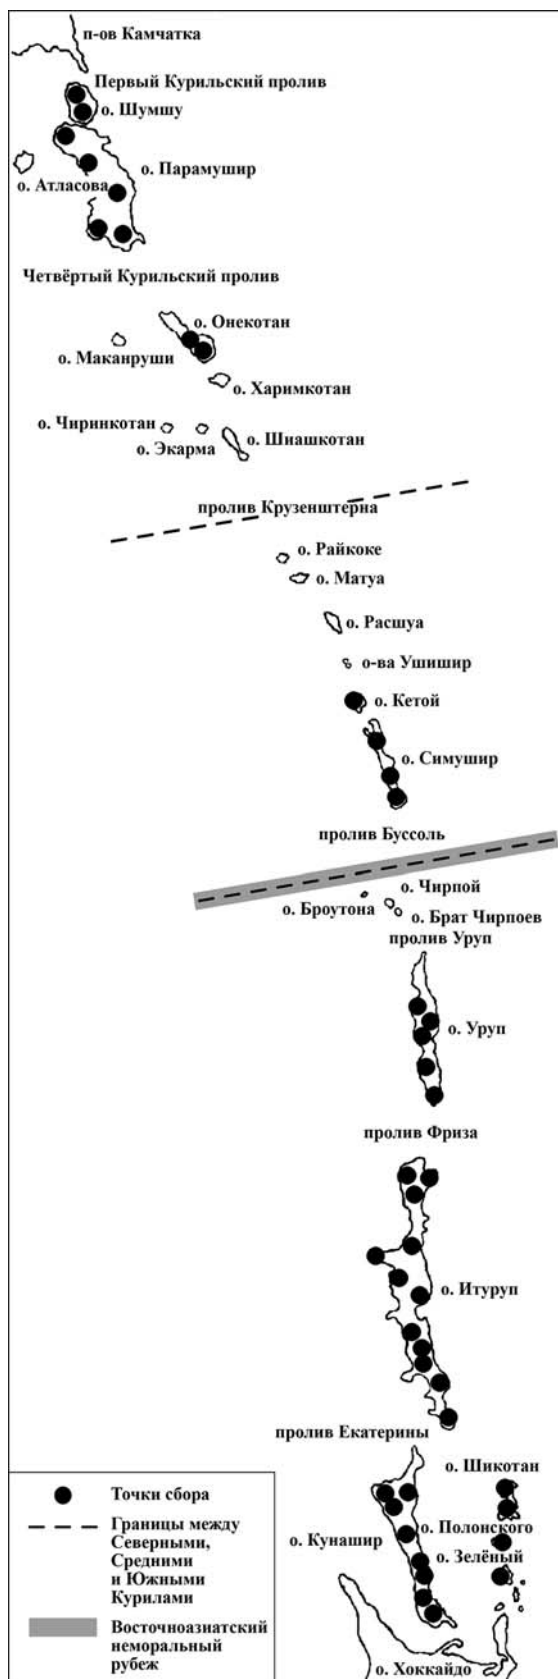 п-ов Камчатка
Первый Курильский пролив
о. Шумшу
о. Парамушир
о. Атласова
Четвёртый Курильский пролив
о. Онекотан
о. Маканруши
о. Харимкотан
о. Чиринкотан
о. Экарма
о. Шиашкотан
пролив Крузенштерна
о. Райкоке
о. Матуа
о. Расшуа
о-ва Ушишир
о. Кетой
о. Симушир
пролив Буссоль
о. Чирпой
о. Броутона
о. Брат Чирпоев
пролив Уруп
о. Уруп
пролив Фриза
о. Итуруп
пролив Екатерины
о. Шикотан
о. Полонского
о. Кунашир
о. Зелёный
о. Хоккайдо
Точки сбора
Границы между
Северными,
Средними
и Южными
Курилами
Восточноазиатский
неморальный
рубеж